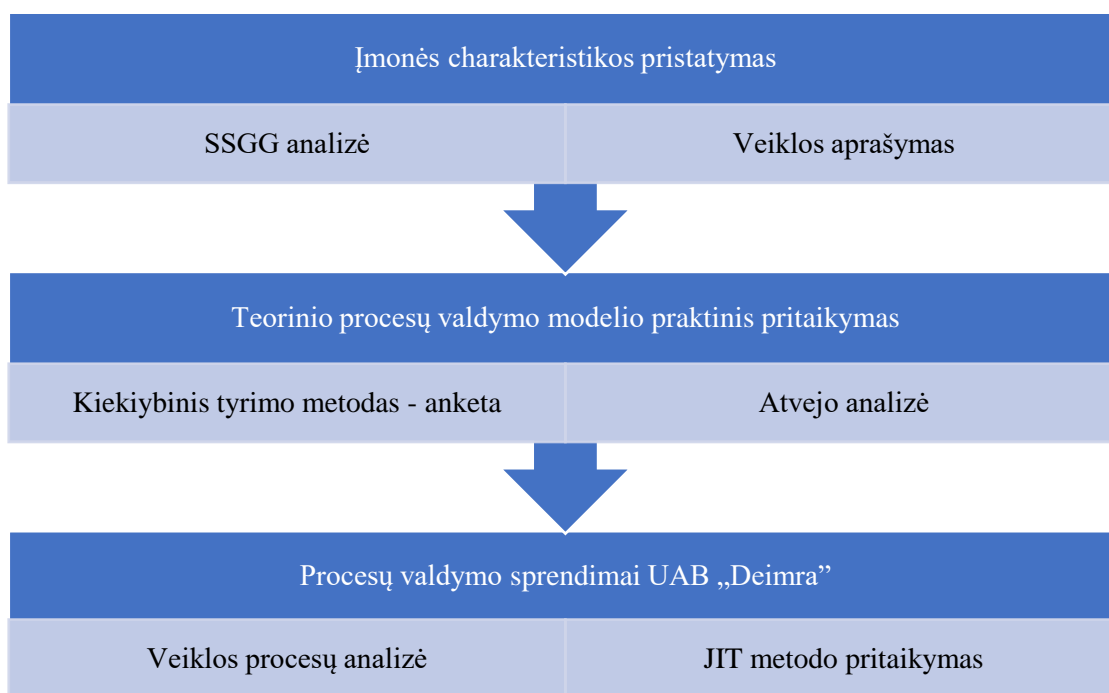 Įmonės charakteristikos pristatymas
SSGG analizė
Veiklos aprašymas
Teorinio procesų valdymo modelio praktinis pritaikymas
Kiekiybinis tyrimo metodas - anketa
Atvejo analizė
Procesų valdymo sprendimai UAB „Deimra”
Veiklos procesų analizė
JIT metodo pritaikymas